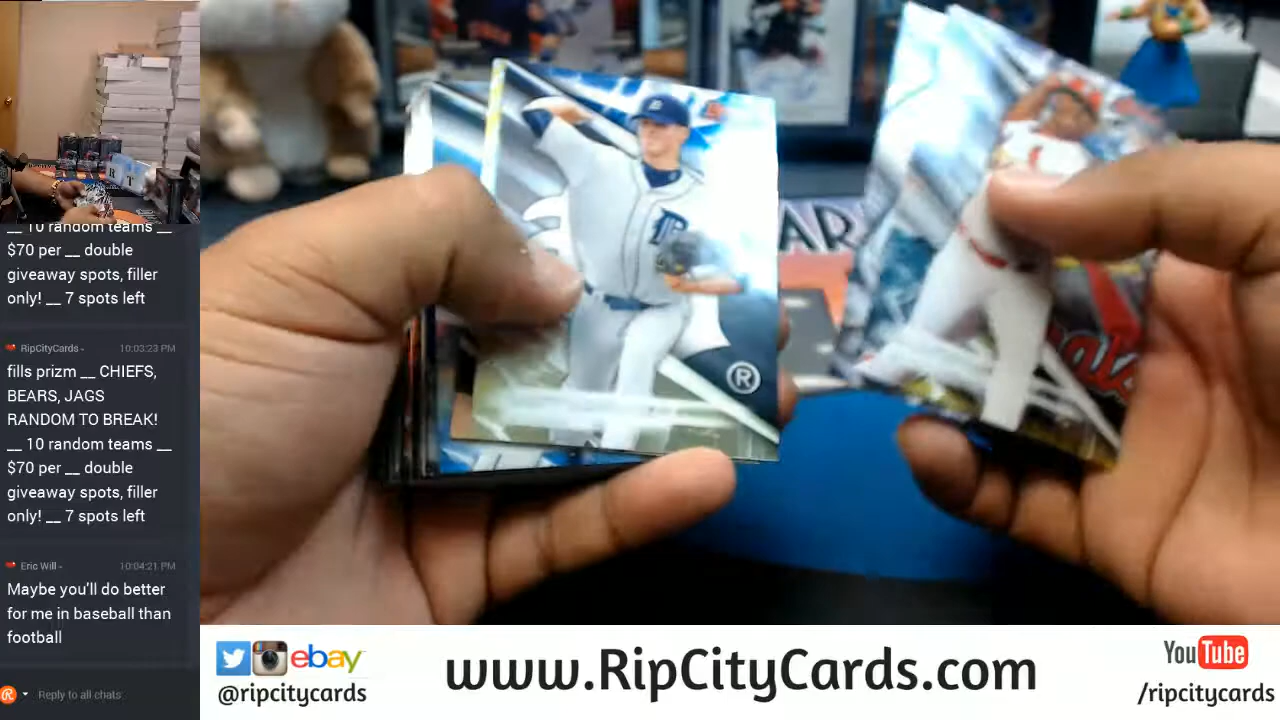 __ 10 random teams __
$70 per __ double
giveaway spots, filler
only! __ 7 spots left
RipCityCards - 10:03:23 PM
fills prizm __ CHIEFS,
BEARS, JAGS
RANDOM TO BREAK!
__ 10 random teams __
$70 per __ double
giveaway spots, filler
only! __ 7 spots left
Eric Will - 10:04:21 PM
Maybe you'll do better
for me in baseball than
football
Reply to all chats:
ebay
@ripcitycards
www.RipCityCards.com
YouTube
/ripcitycards
D
D
R